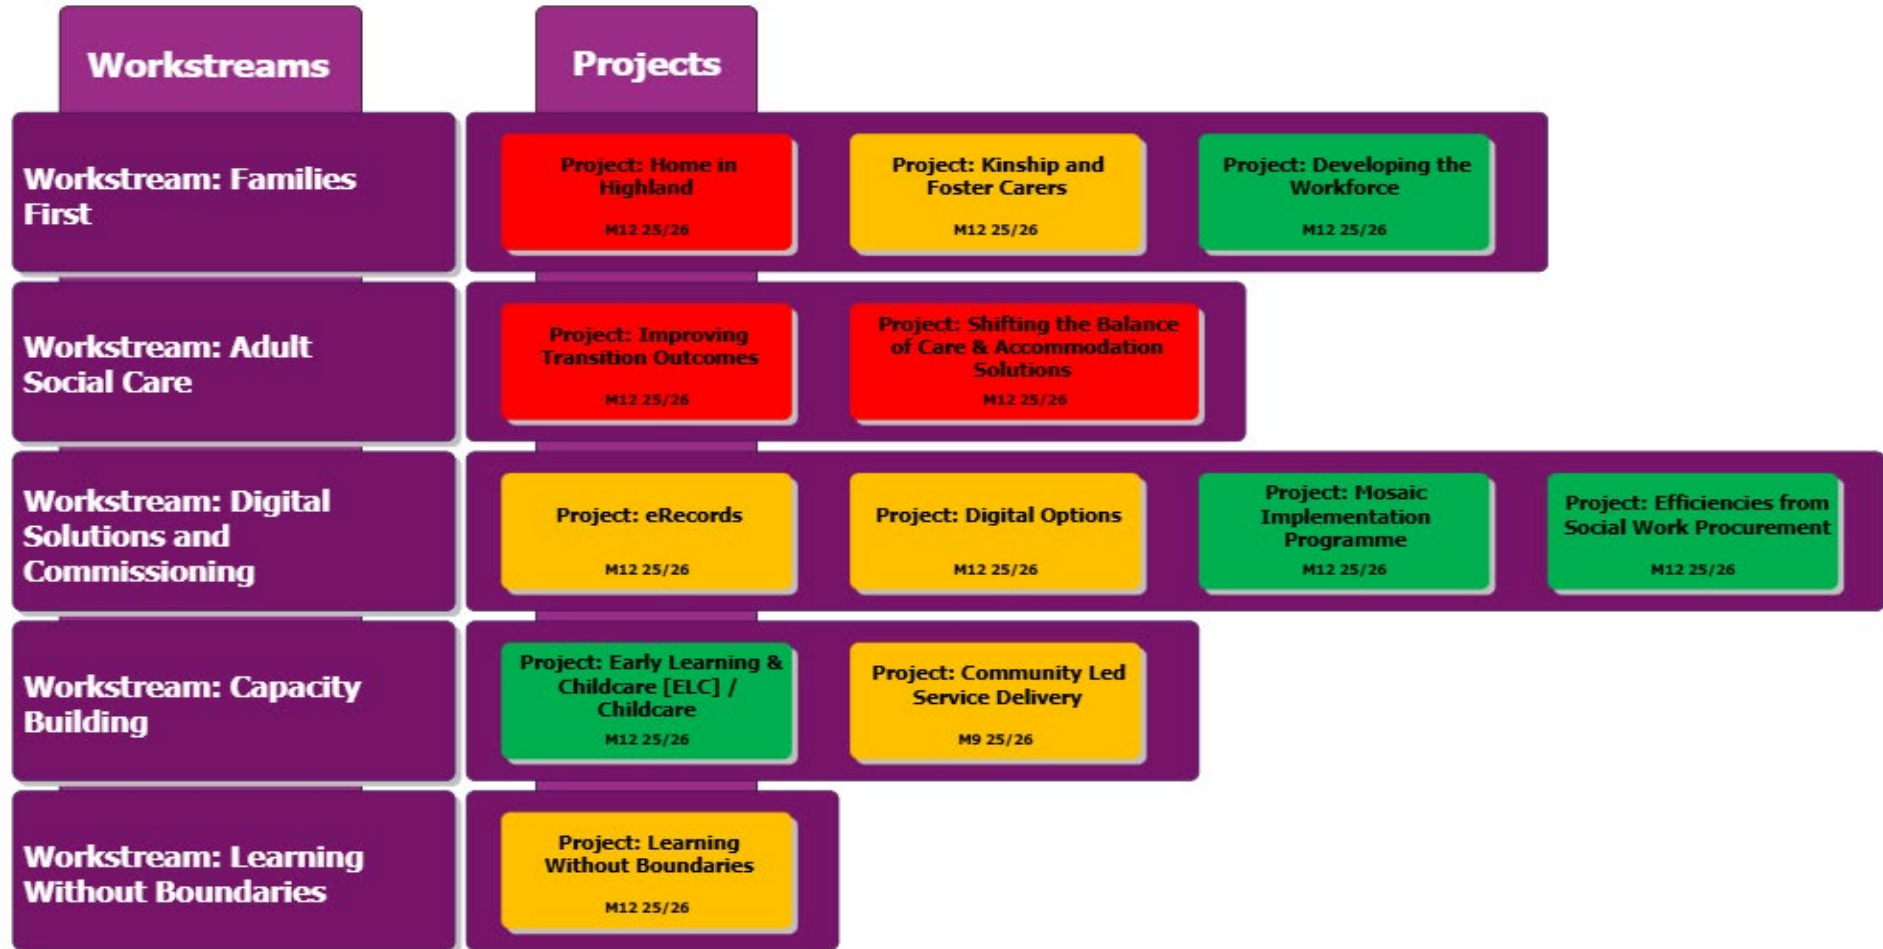 Workstreams
Projects
Workstream: Families
First
Project: Home in
Highland
M12 25/26
Project: Kinship and
Foster Carers
M12 25/26
Project: Developing the
Workforce
M12 25/26
Workstream: Adult
Social Care
Project: Improving
Transition Outcomes
M12 25/26
Project: Shifting the Balance
of Care & Accommodation
Solutions
M12 25/26
Workstream: Digital
Solutions and
Commissioning
Project: eRecords
M12 25/26
Project: Digital Options
M12 25/26
Project: Mosaic
Implementation
Programme
M12 25/26
Project: Efficiencies from
Social Work Procurement
M12 25/26
Workstream: Capacity
Building
Project: Early Learning &
Childcare [ELC] /
Childcare
M12 25/26
Project: Community Led
Service Delivery
M9 25/26
Workstream: Learning
Without Boundaries
Project: Learning
Without Boundaries
M12 25/26